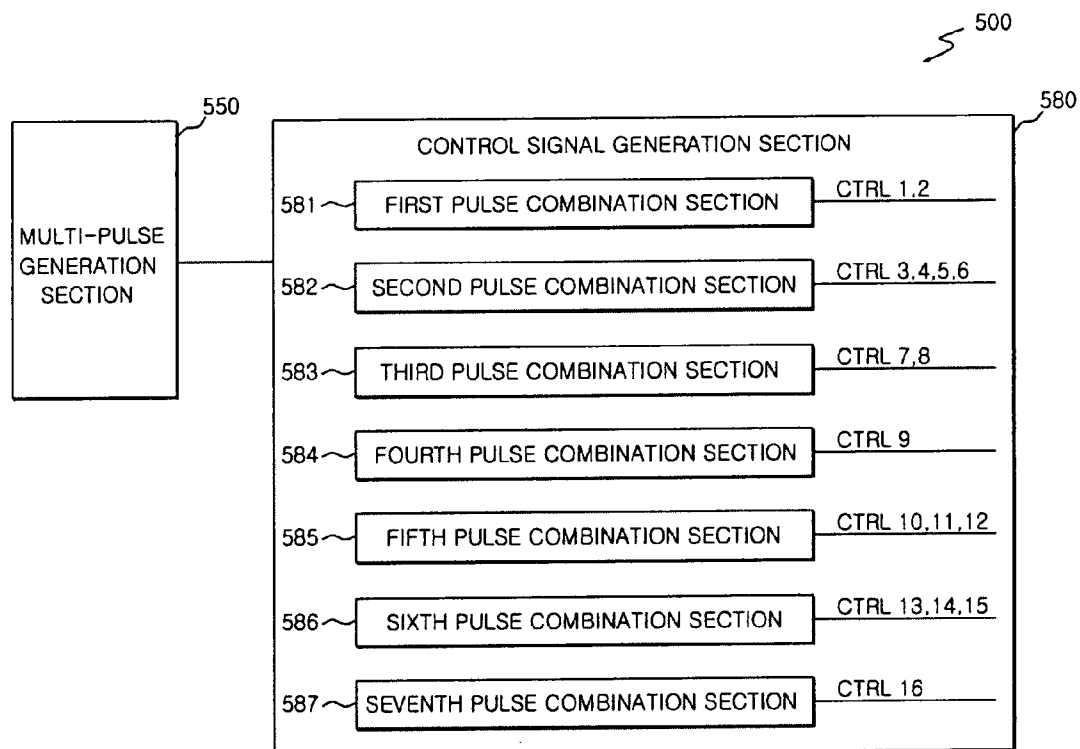 500
550
580
MULTI-PULSE
GENERATION
SECTION
CONTROL SIGNAL GENERATION SECTION
581 FIRST PULSE COMBINATION SECTION CTRL 1,2
582 SECOND PULSE COMBINATION SECTION CTRL 3,4,5,6
583 THIRD PULSE COMBINATION SECTION CTRL 7,8
584 FOURTH PULSE COMBINATION SECTION CTRL 9
585 FIFTH PULSE COMBINATION SECTION CTRL 10,11,12
586 SIXTH PULSE COMBINATION SECTION CTRL 13,14,15
587 SEVENTH PULSE COMBINATION SECTION CTRL 16